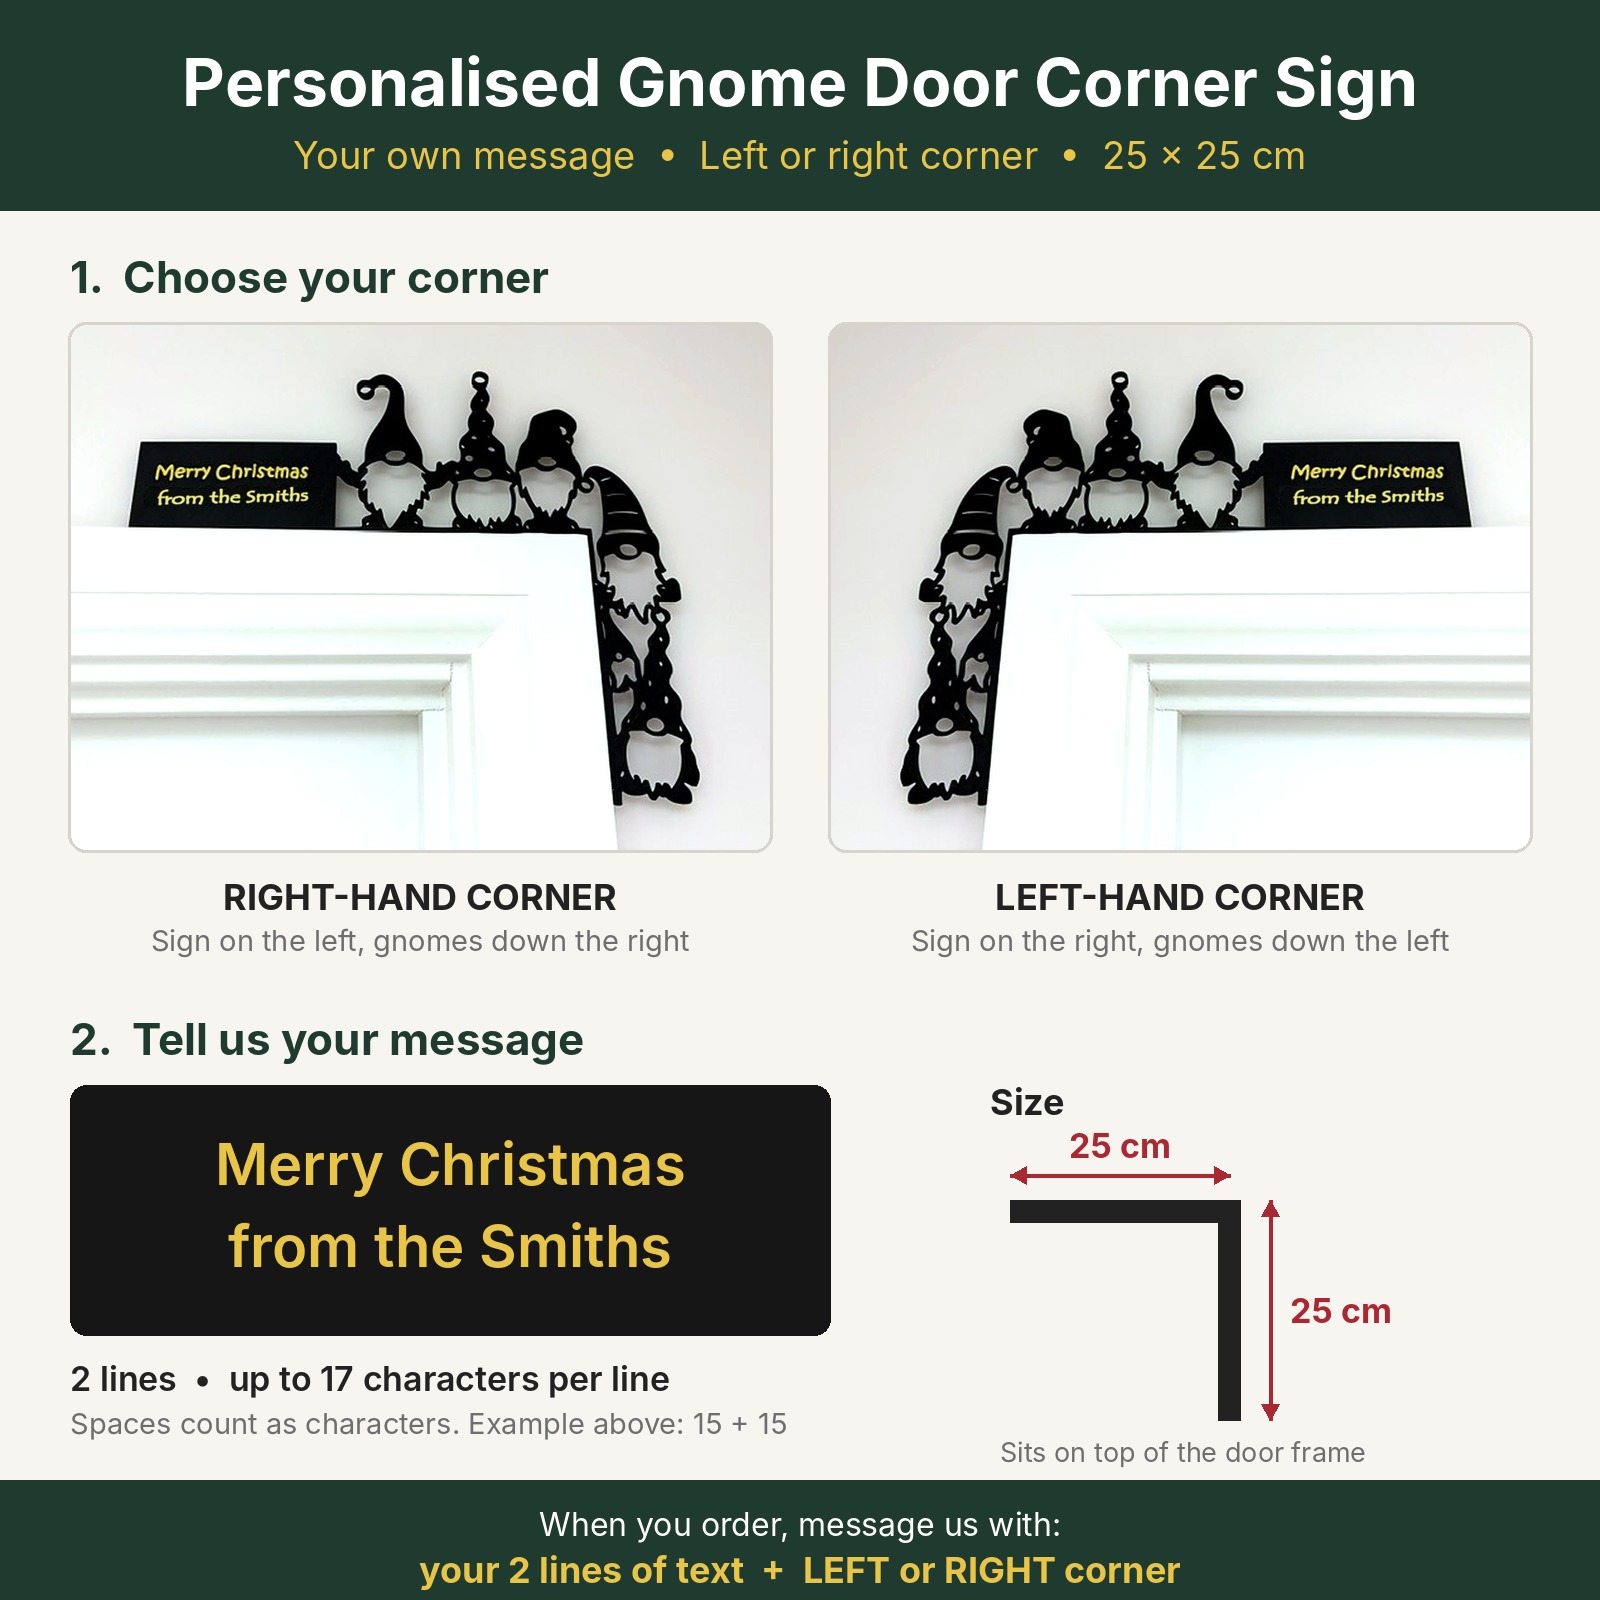 Personalised Gnome Door Corner Sign
Your own message • Left or right corner • 25 × 25 cm
1. Choose your corner
Merry Christmas
from the Smiths
Merry Christmas
from the Smiths
RIGHT-HAND CORNER
Sign on the left, gnomes down the right
LEFT-HAND CORNER
Sign on the right, gnomes down the left
2. Tell us your message
Merry Christmas
from the Smiths
2 lines • up to 17 characters per line
Spaces count as characters. Example above: 15 + 15
Size
25 cm
25 cm
Sits on top of the door frame
When you order, message us with:
your 2 lines of text + LEFT or RIGHT corner